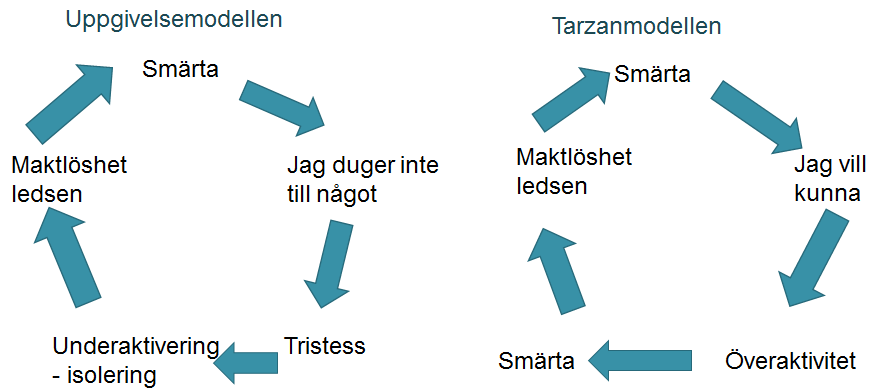 Uppgivelsemodellen
Smärta
Jag duger inte
till något
Tristess
Underaktivering
- isolering
Maktlöshet
ledsen
Tarzanmodellen
Smärta
Jag vill
kunna
Överaktivitet
Smärta
Maktlöshet
ledsen